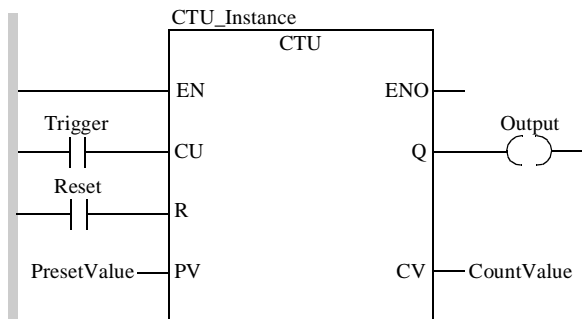 CTU_Instance
CTU
EN ENO
Trigger Output
CU Q
Reset
R
PresetValue PV CV CountValue